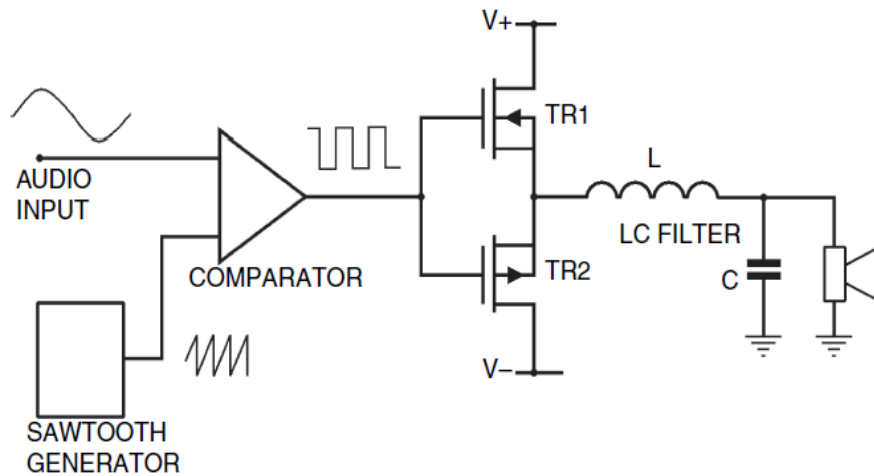 V+
TR1
AUDIO
INPUT
L
LC FILTER
COMPARATOR
TR2
C
V−
SAWTOOTH
GENERATOR